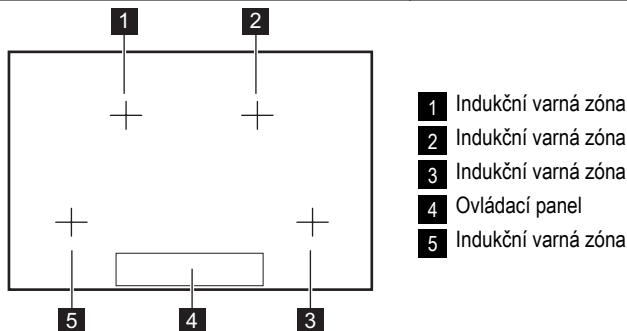 1 2
5 4 3
1 Indukční varná zóna
2 Indukční varná zóna
3 Indukční varná zóna
4 Ovládací panel
5 Indukční varná zóna